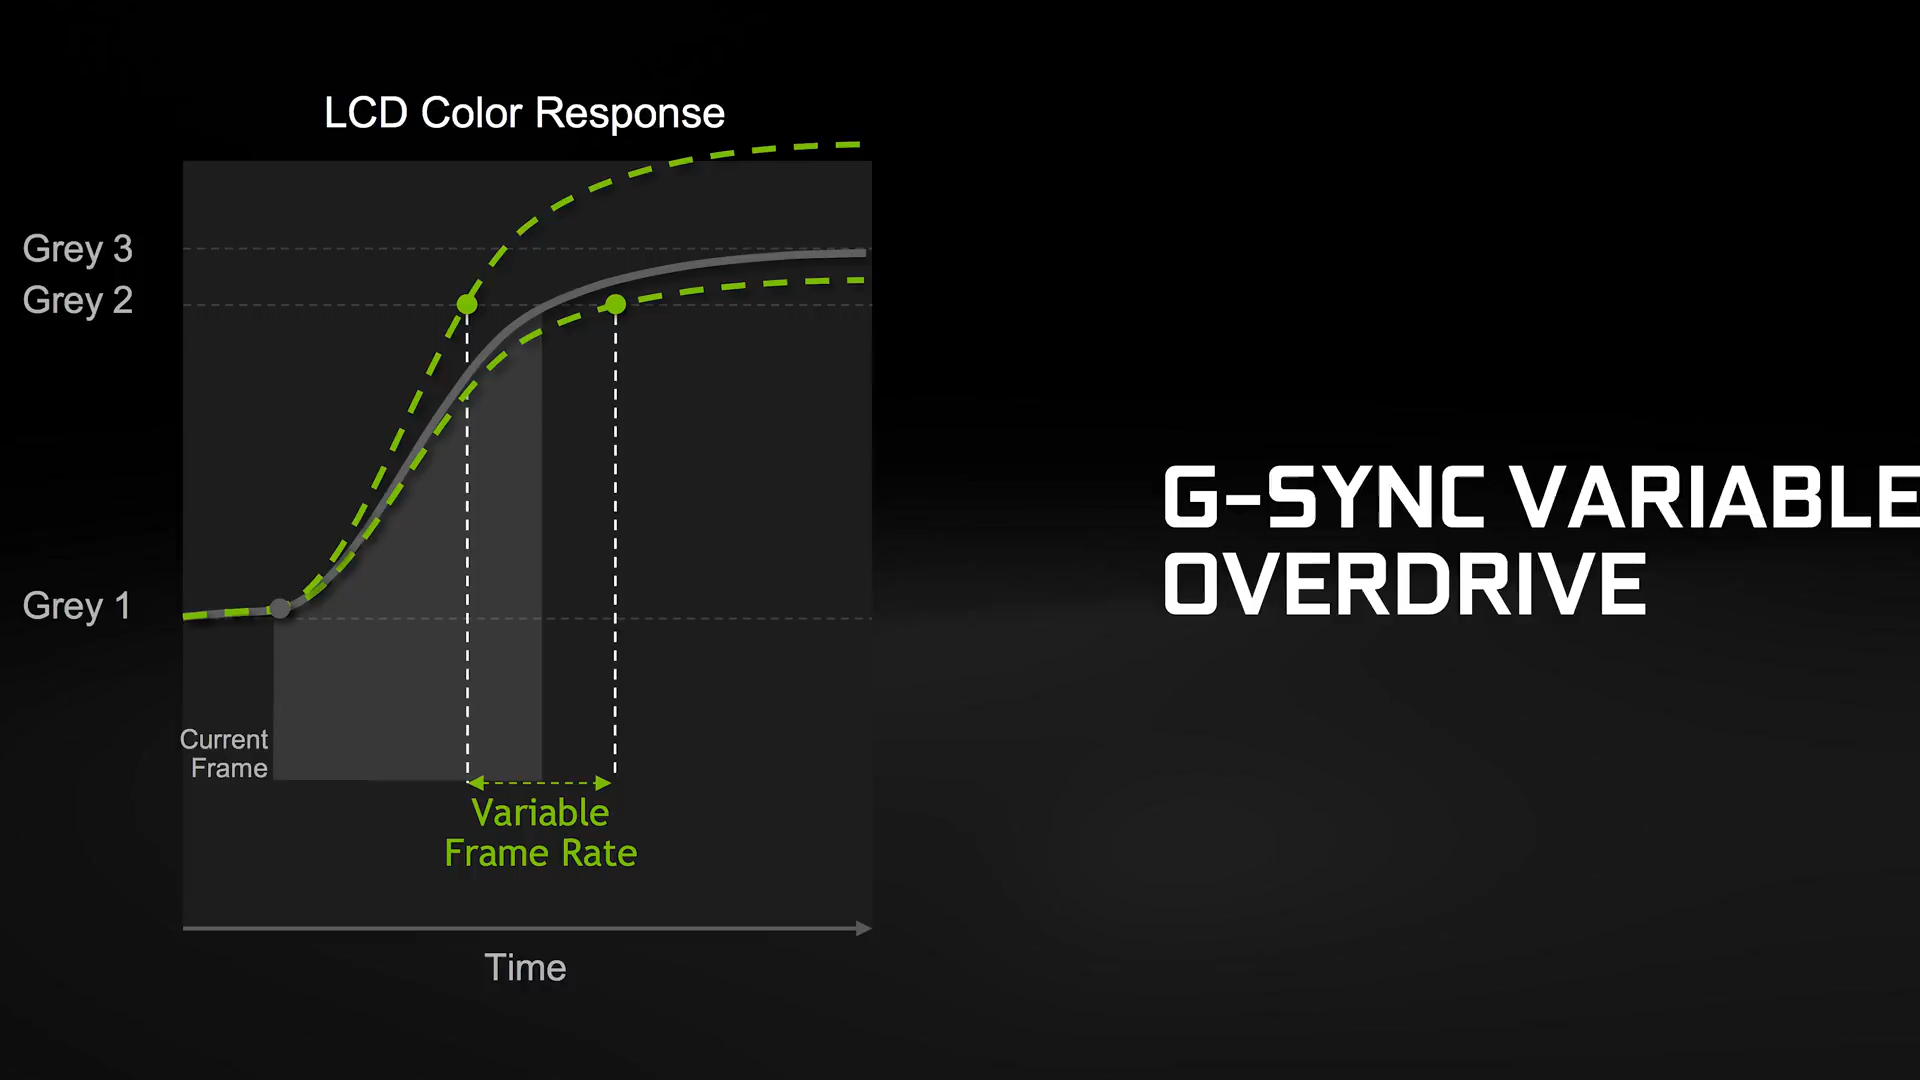 LCD Color Response
Grey 3
Grey 2
Grey 1
Current
Frame
Variable
Frame Rate
Time
G-SYNC VARIABLE
OVERDRIVE